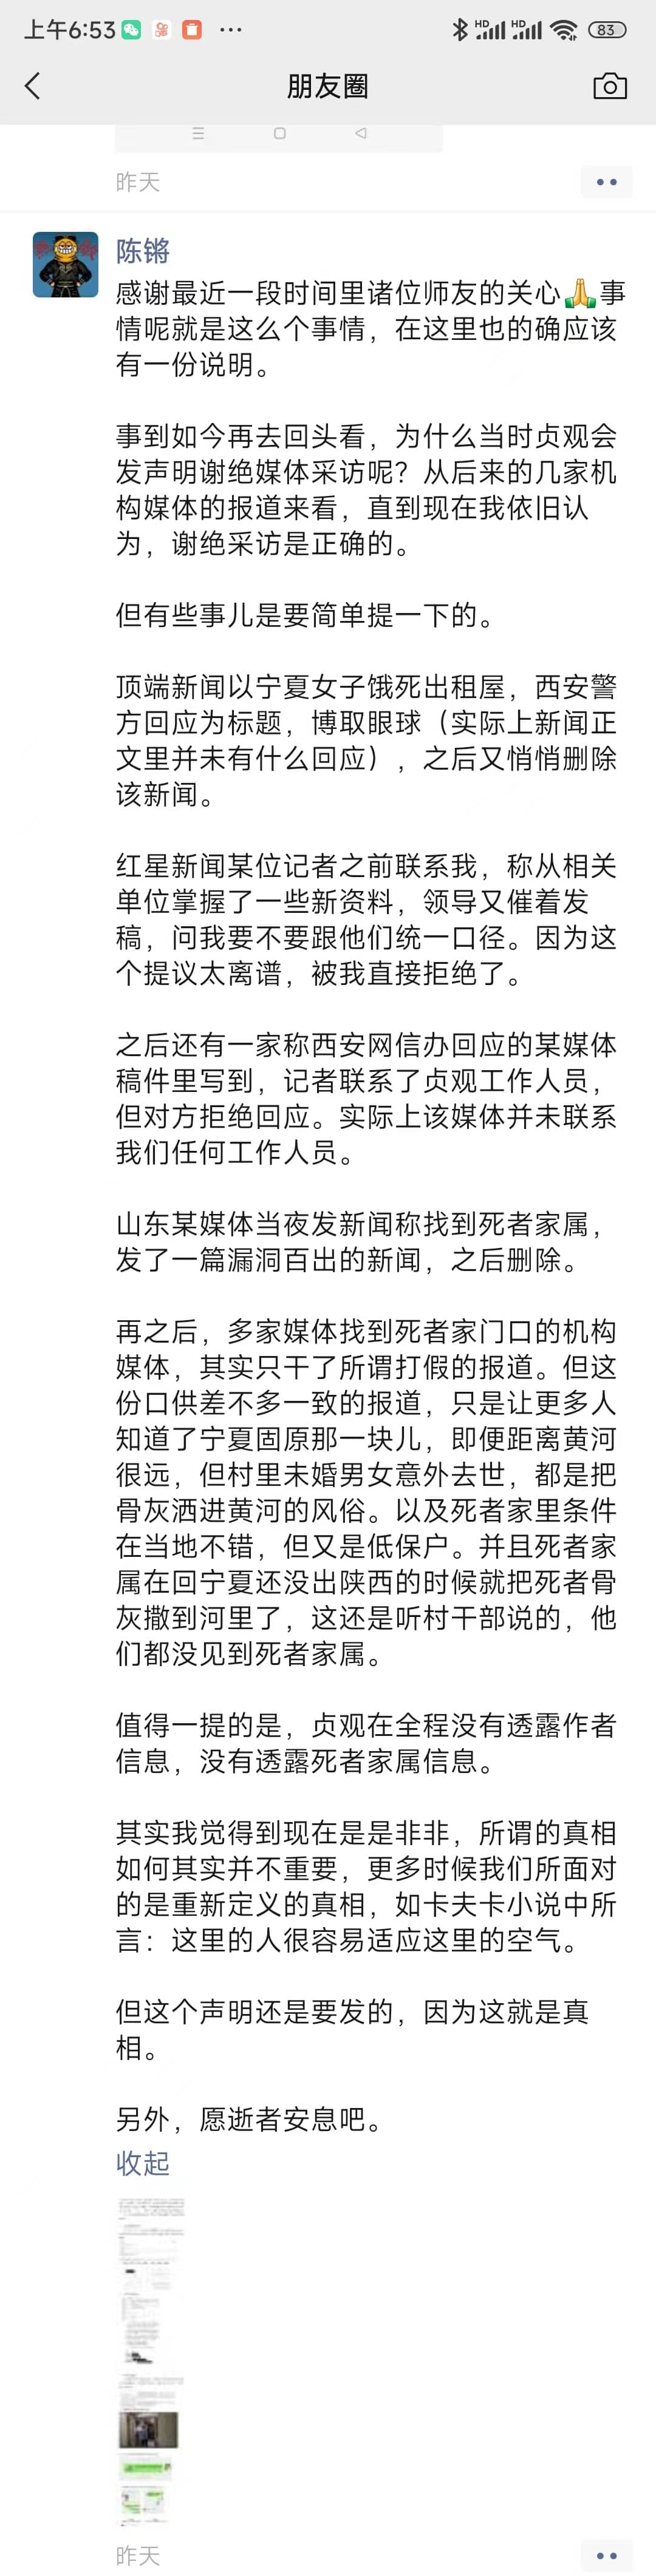 上午6:53
HD
HD
83
朋友圈
昨天
陈锵
感谢最近一段时间里诸位师友的关心🙏事
情呢就是这么个事情，在这里也的确应该
有一份说明。
事到如今再去回头看，为什么当时贞观会
发声明谢绝媒体采访呢？从后来的几家机
构媒体的报道来看，直到现在我依旧认
为，谢绝采访是正确的。
但有些事儿是要简单提一下的。
顶端新闻以宁夏女子饿死出租屋，西安警
方回应为标题，博取眼球（实际上新闻正
文里并未有什么回应），之后又悄悄删除
该新闻。
红星新闻某位记者之前联系我，称从相关
单位掌握了一些新资料，领导又催着发
稿，问我要不要跟他们统一口径。因为这
个提议太离谱，被我直接拒绝了。
之后还有一家称西安网信办回应的某媒体
稿件里写到，记者联系了贞观工作人员，
但对方拒绝回应。实际上该媒体并未联系
我们任何工作人员。
山东某媒体当夜发新闻称找到死者家属，
发了一篇漏洞百出的新闻，之后删除。
再之后，多家媒体找到死者家门口的机构
媒体，其实只干了所谓打假的报道。但这
份口供差不多一致的报道，只是让更多人
知道了宁夏固原那一块儿，即便距离黄河
很远，但村里未婚男女意外去世，都是把
骨灰洒进黄河的风俗。以及死者家里条件
在当地不错，但又是低保户。并且死者家
属在回宁夏还没出陕西的时候就把死者骨
灰撒到河里了，这还是听村干部说的，他
们都没见到死者家属。
值得一提的是，贞观在全程没有透露作者
信息，没有透露死者家属信息。
其实我觉得到现在是是非非，所谓的真相
如何其实并不重要，更多时候我们所面对
的是重新定义的真相，如卡夫卡小说中所
言：这里的人很容易适应这里的空气。
但这个声明还是要发的，因为这就是真
相。
另外，愿逝者安息吧。
收起
昨天